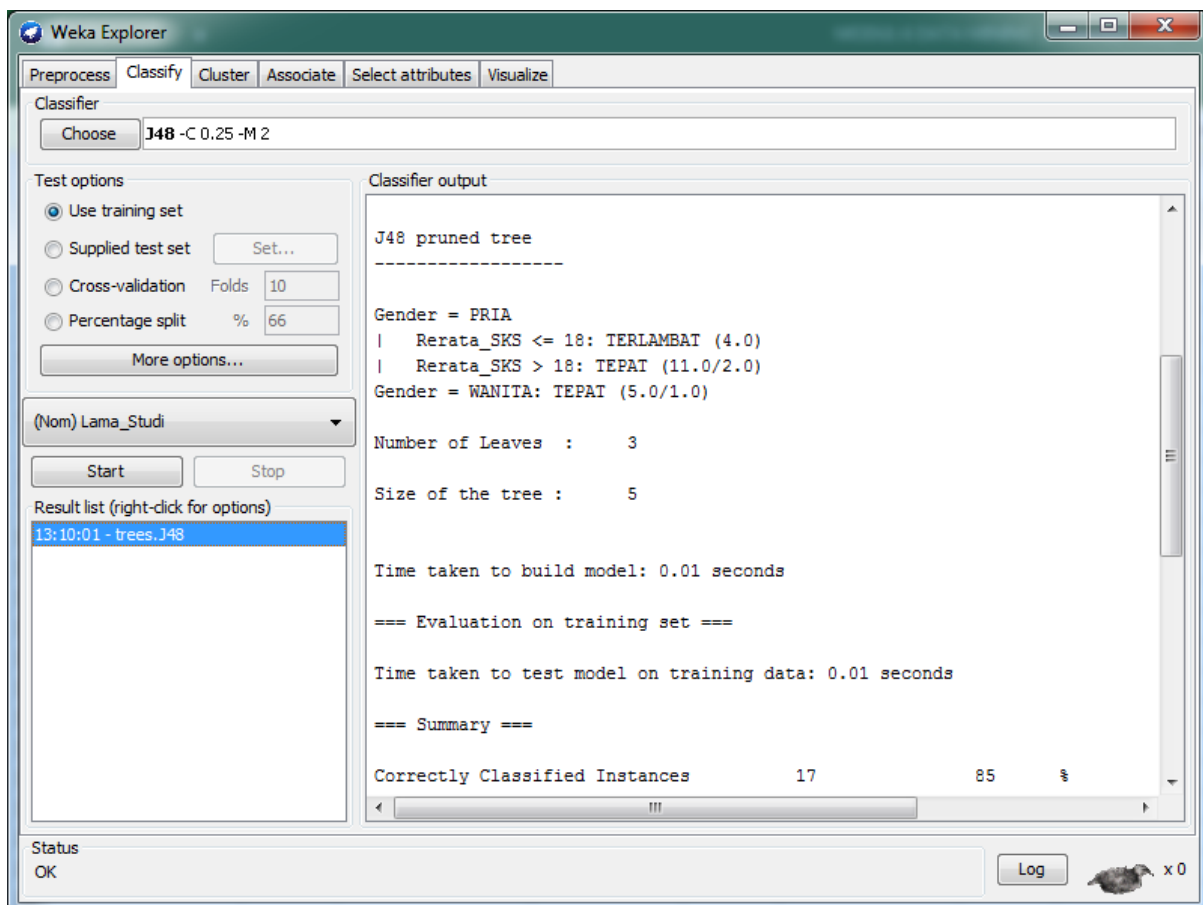 Weka Explorer
Preprocess Classify Cluster Associate Select attributes Visualize
Classifier
Choose J48 -C 0.25 -M 2
Test options
Use training set
Supplied test set Set...
Cross-validation Folds 10
Percentage split % 66
More options...
(Nom) Lama_Studi
Start Stop
Result list (right-click for options)
13:10:01 - trees.J48
Classifier output
J48 pruned tree
------------------
Gender = PRIA
|   Rerata_SKS <= 18: TERLAMBAT (4.0)
|   Rerata_SKS > 18: TEPAT (11.0/2.0)
Gender = WANITA: TEPAT (5.0/1.0)
Number of Leaves  :     3
Size of the tree :     5
Time taken to build model: 0.01 seconds
=== Evaluation on training set ===
Time taken to test model on training data: 0.01 seconds
=== Summary ===
Correctly Classified Instances          17               85      %
Status
OK
Log x 0